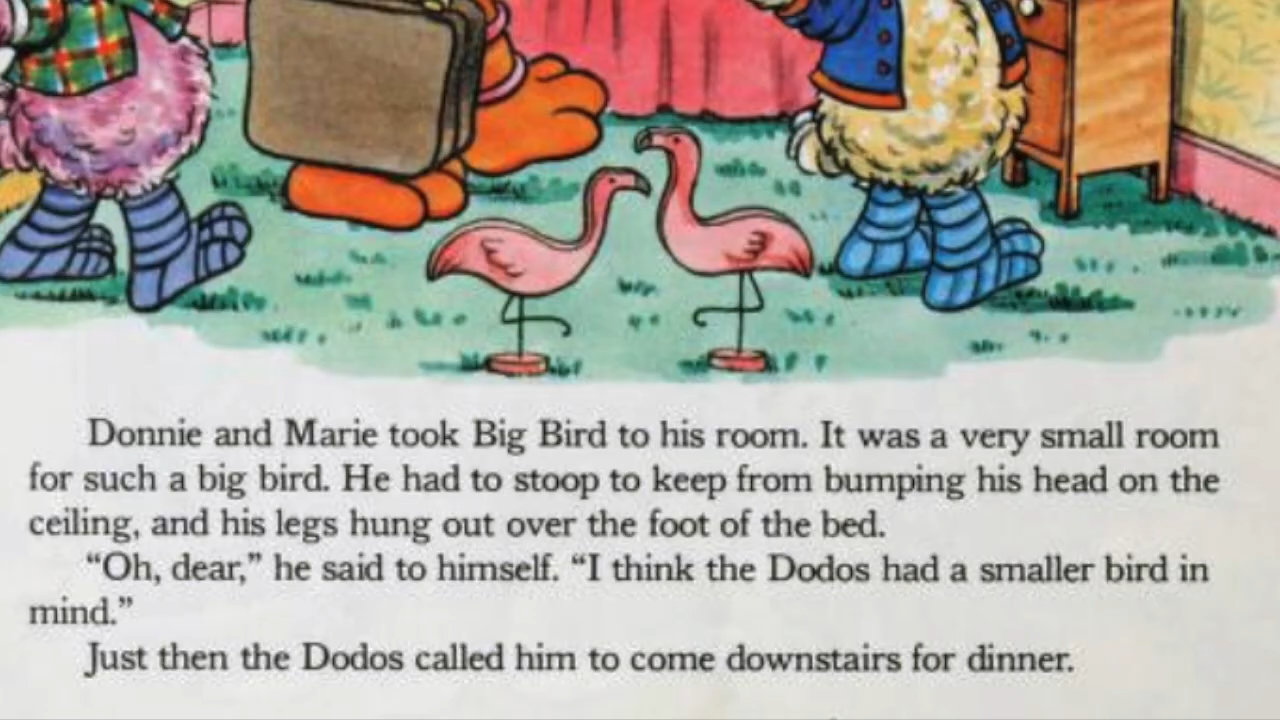 Donnie and Marie took Big Bird to his room. It was a very small room
for such a big bird. He had to stoop to keep from bumping his head on the
ceiling, and his legs hung out over the foot of the bed.
“Oh, dear,” he said to himself. “I think the Dodos had a smaller bird in
mind.”
Just then the Dodos called him to come downstairs for dinner.